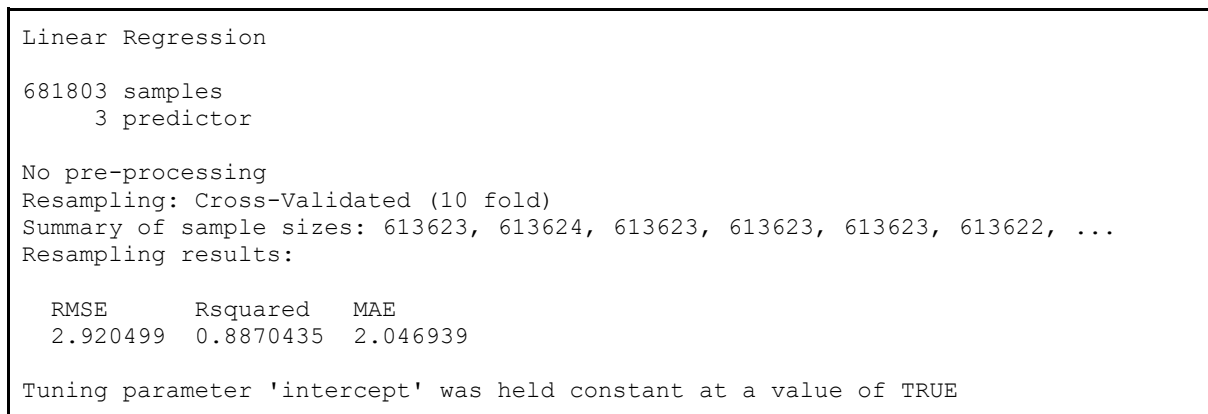 Linear Regression
681803 samples
3 predictor
No pre-processing
Resampling: Cross-Validated (10 fold)
Summary of sample sizes: 613623, 613624, 613623, 613623, 613623, 613622, ...
Resampling results:
RMSE Rsquared MAE
2.920499 0.8870435 2.046939
Tuning parameter 'intercept' was held constant at a value of TRUE